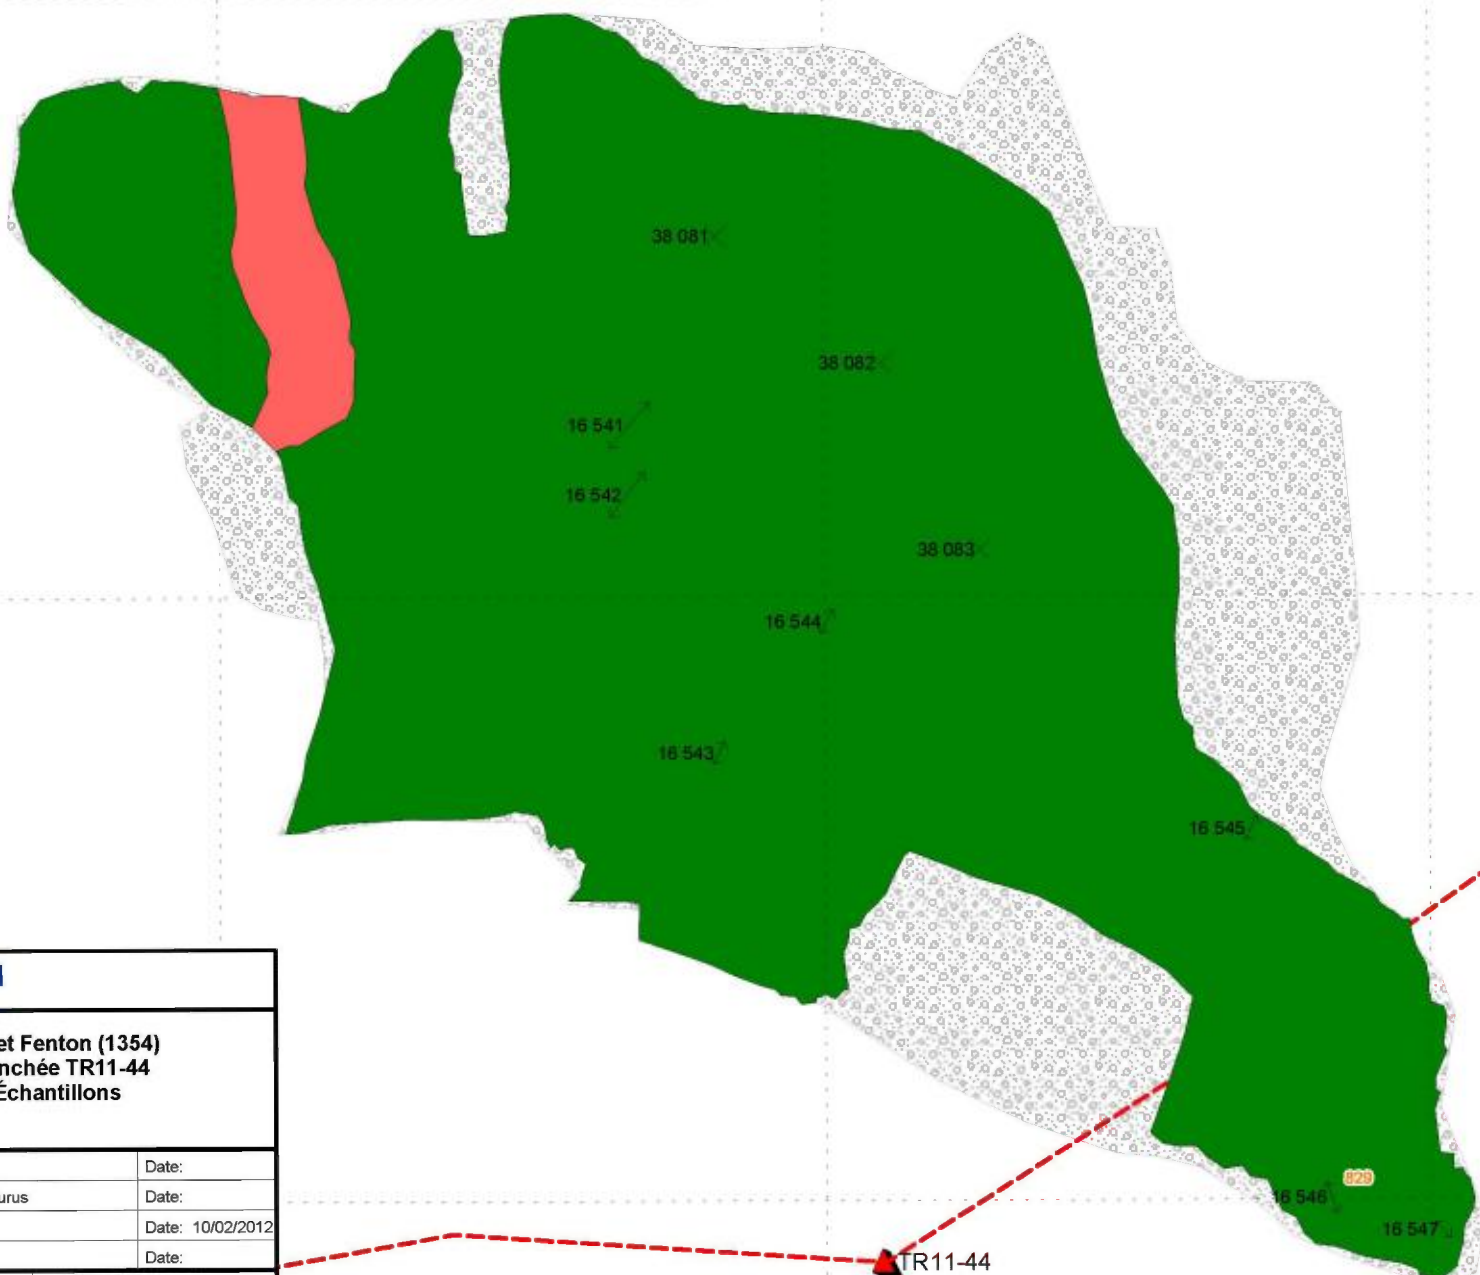 38 081
38 082
16 541
16 542
38 083
16 544
16 543
16 545
et Fenton (1354)
nchée TR11-44
Échantillons
Date:
urus
Date:
Date: 10/02/2012
Date:
829
16 546
16 547
TR11-44